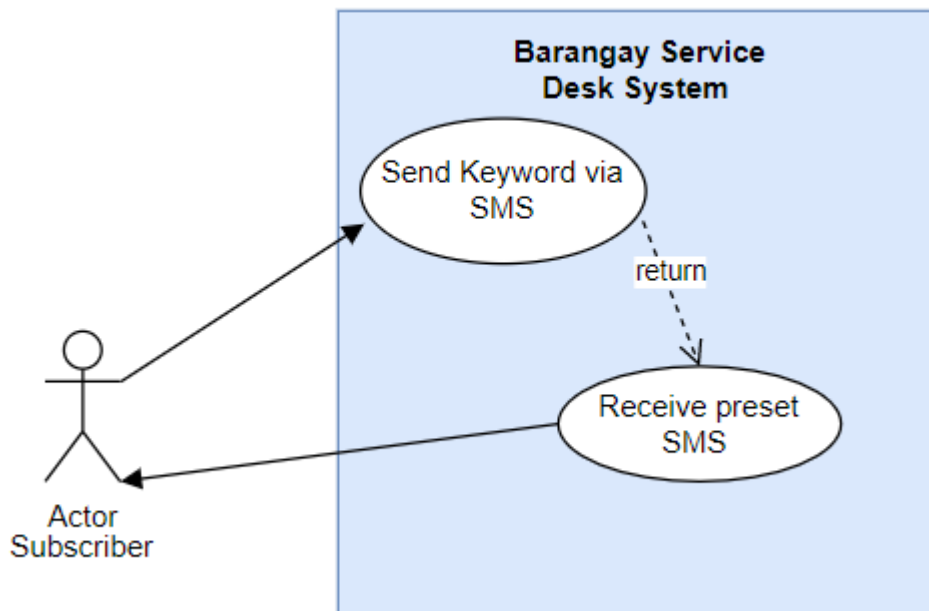 Barangay Service
Desk System
Send Keyword via
SMS
return
Receive preset
SMS
Actor
Subscriber